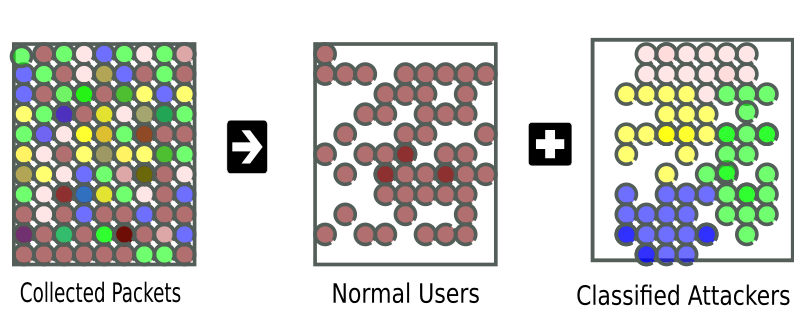 Collected Packets
Normal Users
Classified Attackers